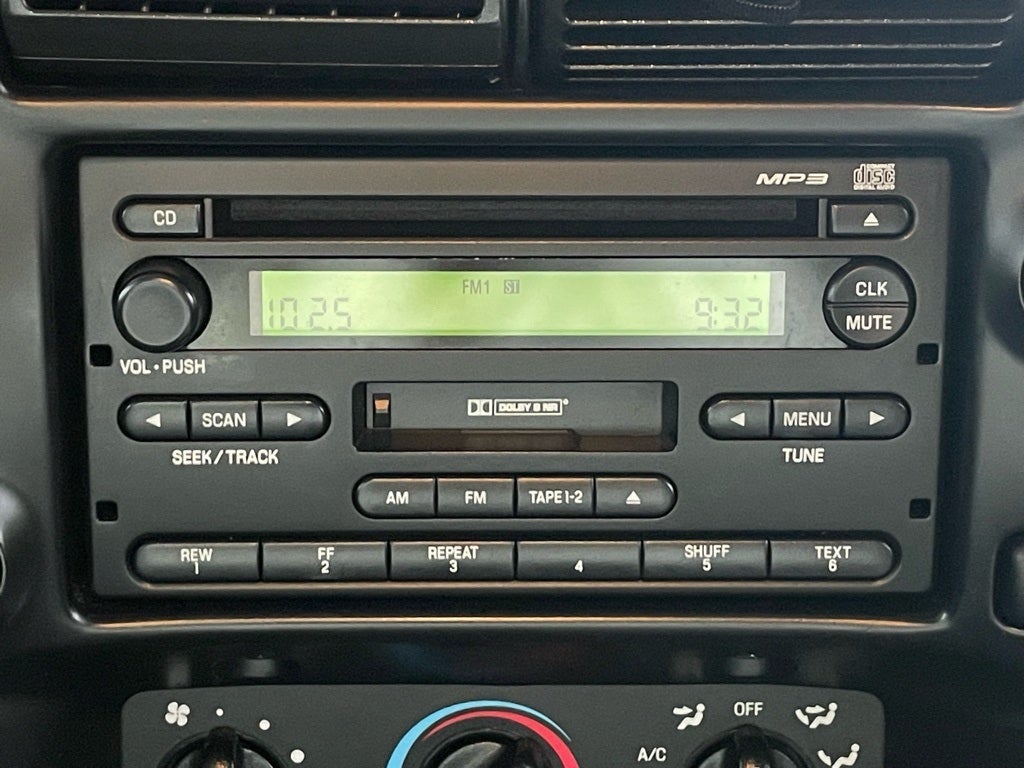 MP3
COMPACT
disc
DIGITAL AUDIO
CD
FM1 ST
102.5 9:32
CLK
MUTE
VOL•PUSH
DOLBY B NR
SCAN
MENU
SEEK/TRACK
TUNE
AM FM TAPE 1-2
REW FF REPEAT SHUFF TEXT
1 2 3 4 5 6
OFF
A/C